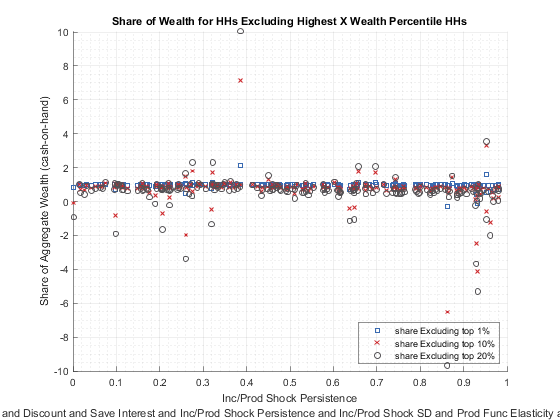 Share of Wealth for HHs Excluding Highest X Wealth Percentile HHs
10
8
6
4
2
0
-2
-4
-6
-8
-10
Share of Aggregate Wealth (cash-on-hand)
share Excluding top 1%
share Excluding top 10%
share Excluding top 20%
0 0.1 0.2 0.3 0.4 0.5 0.6 0.7 0.8 0.9 1
Inc/Prod Shock Persistence
and Discount and Save Interest and Inc/Prod Shock Persistence and Inc/Prod Shock SD and Prod Func Elasticity